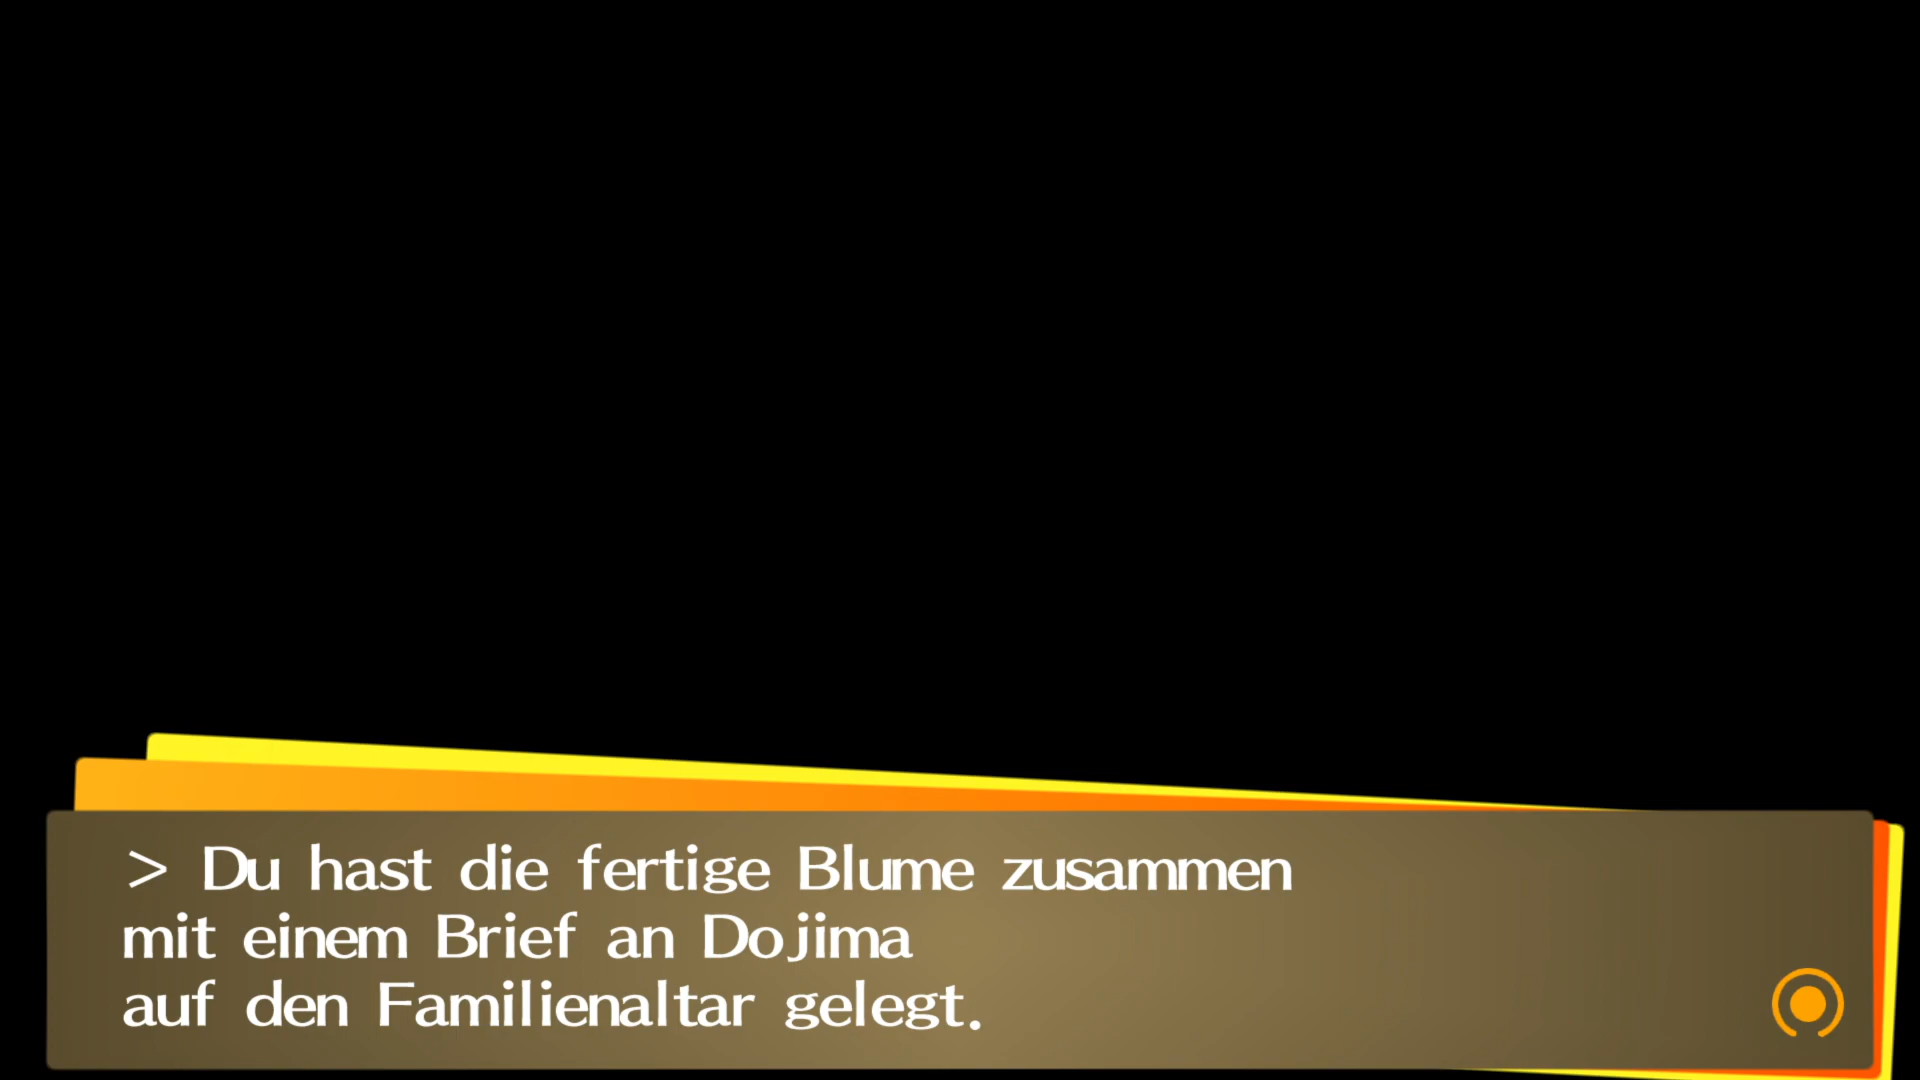 > Du hast die fertige Blume zusammen
mit einem Brief an Dojima
auf den Familienaltar gelegt.